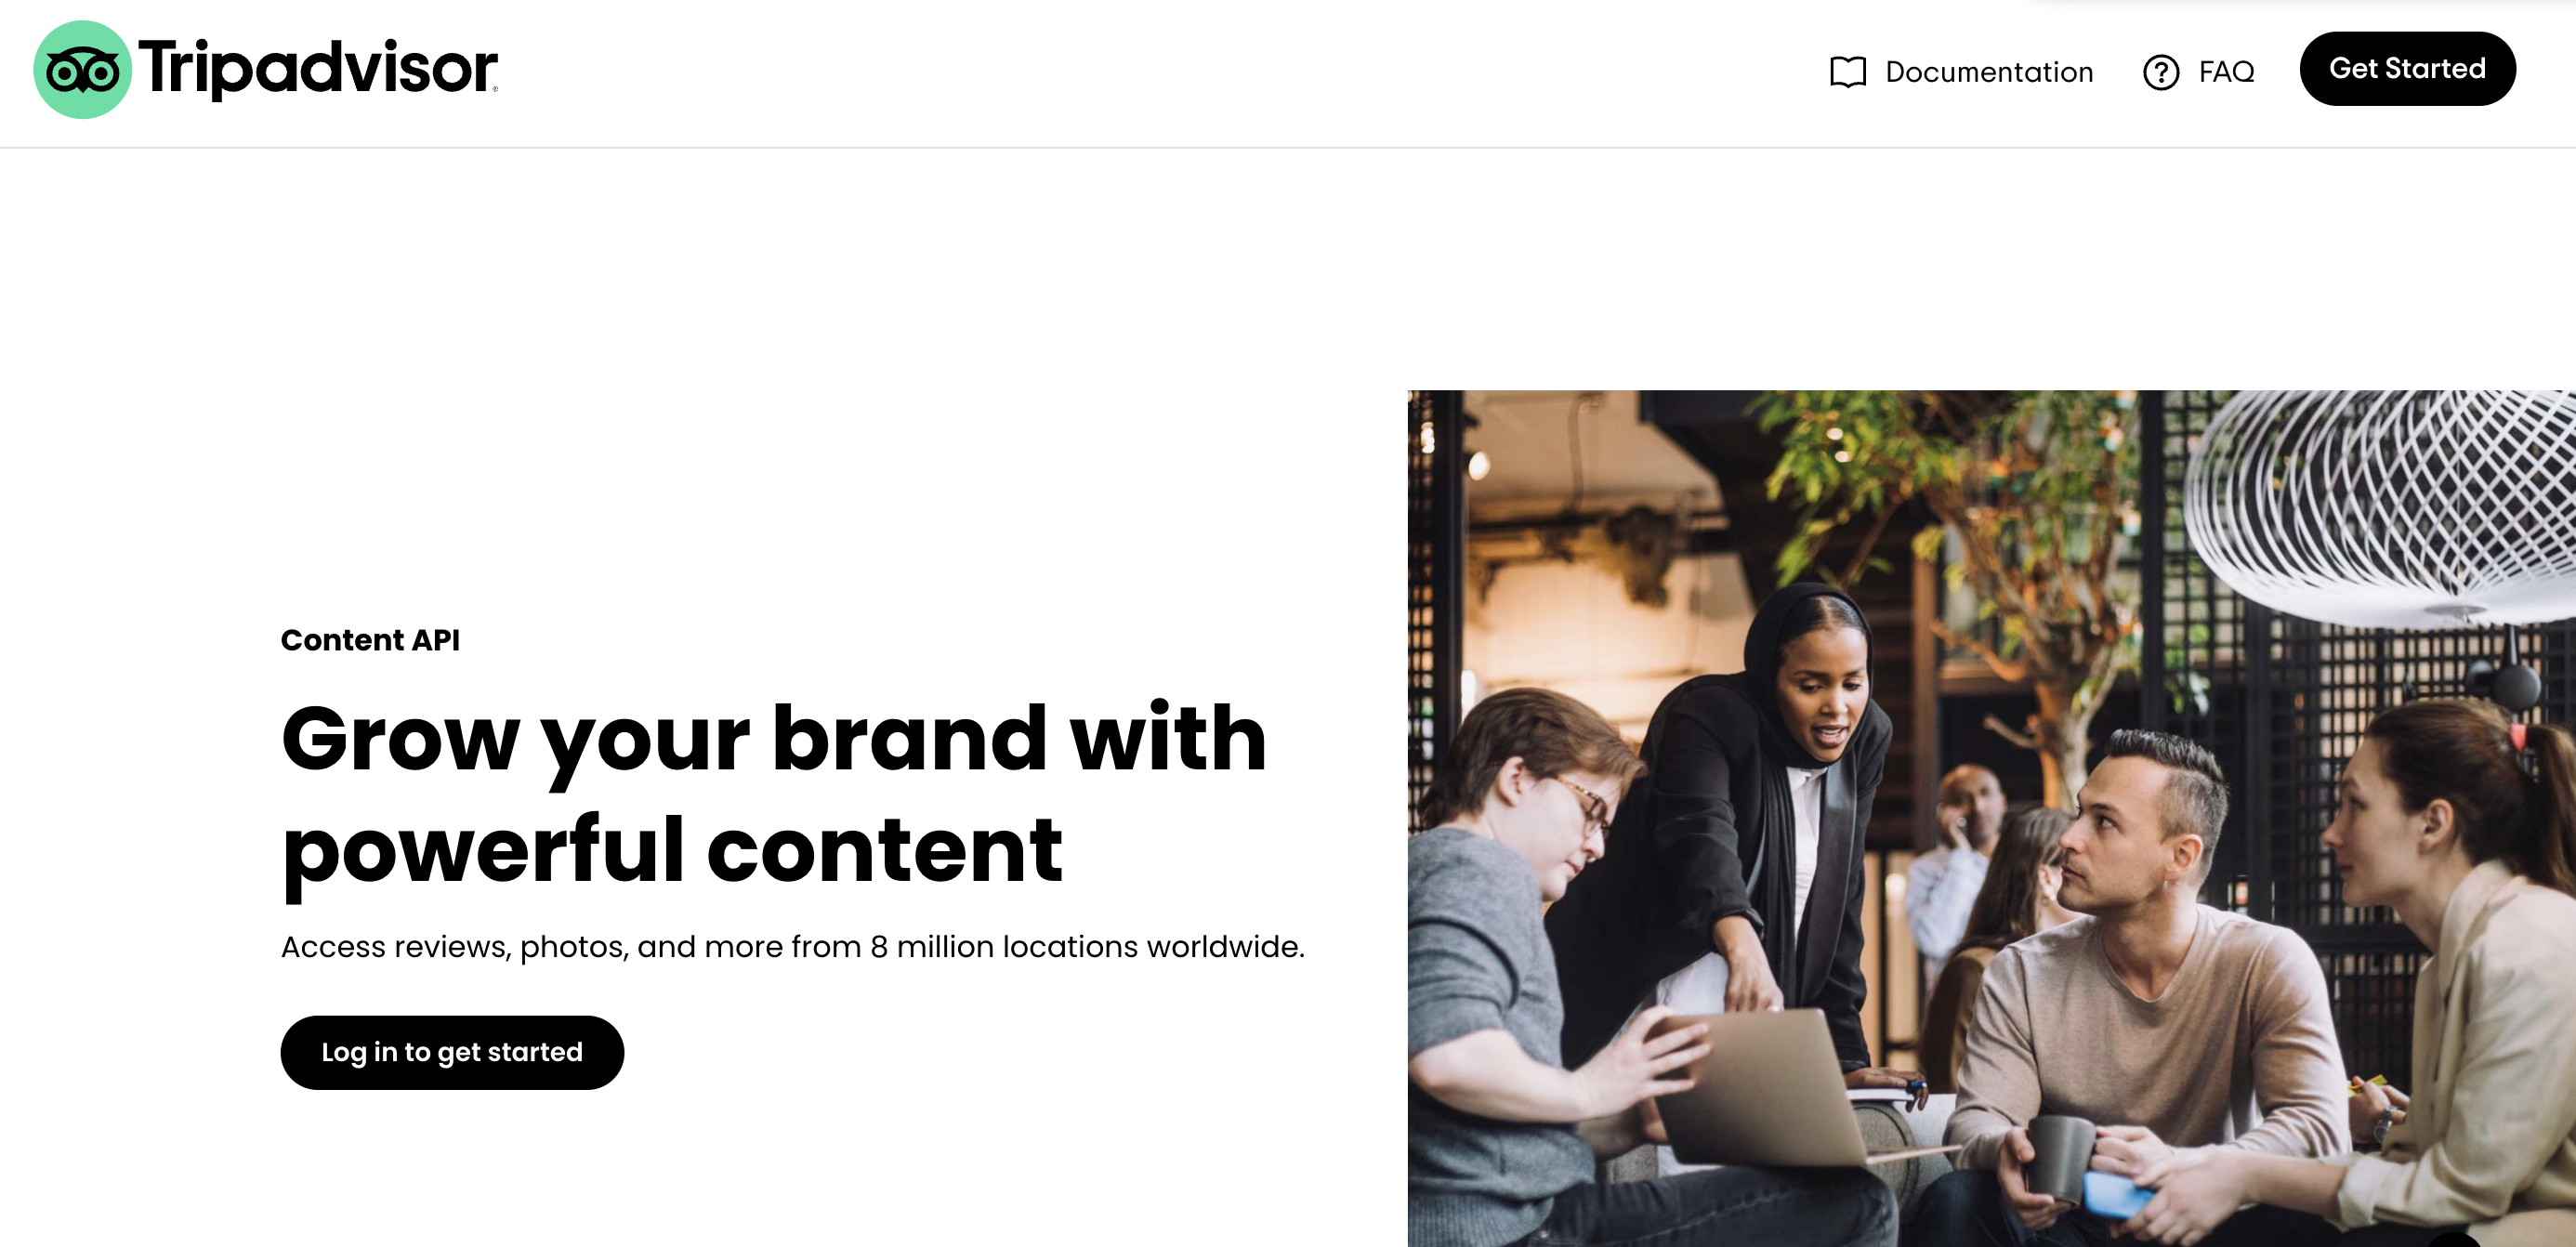 Tripadvisor
Documentation
FAQ
Get Started
Content API
Grow your brand with
powerful content
Access reviews, photos, and more from 8 million locations worldwide.
Log in to get started